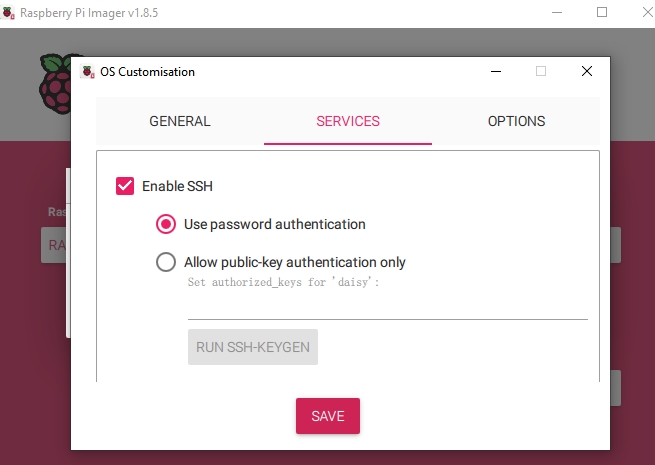 Raspberry Pi Imager v1.8.5
OS Customisation
GENERAL
SERVICES
OPTIONS
Enable SSH
Use password authentication
Allow public-key authentication only
Set authorized_keys for 'daisy':
RUN SSH-KEYGEN
SAVE
Ras
RA